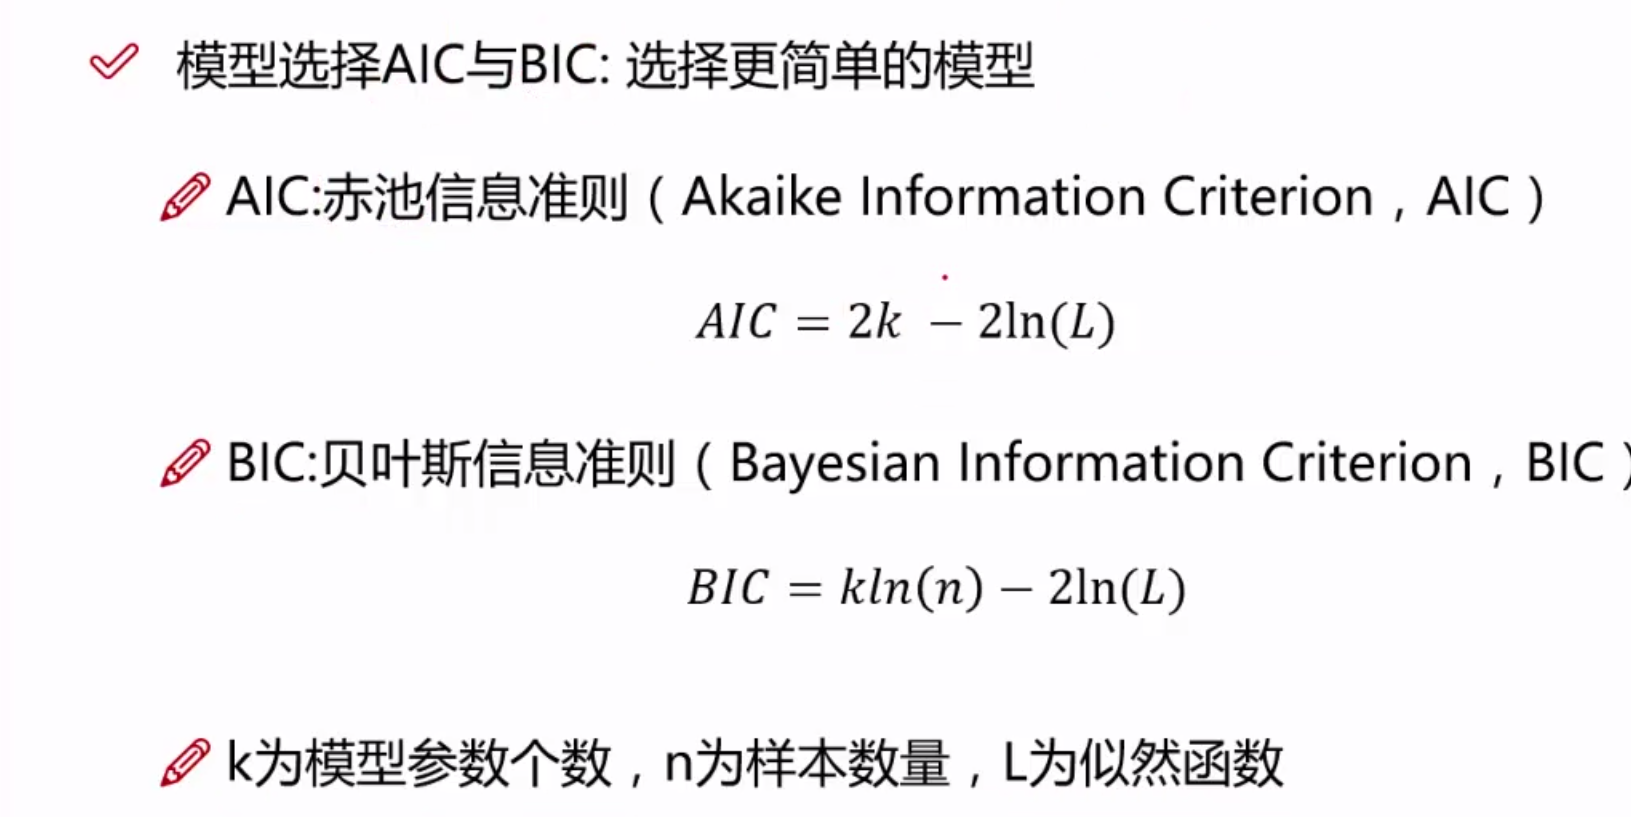 模型选择AIC与BIC: 选择更简单的模型
AIC:赤池信息准则（Akaike Information Criterion，AIC）
AIC = 2k − 2ln(L)
BIC:贝叶斯信息准则（Bayesian Information Criterion，BIC）
BIC = kln(n) − 2ln(L)
k为模型参数个数，n为样本数量，L为似然函数